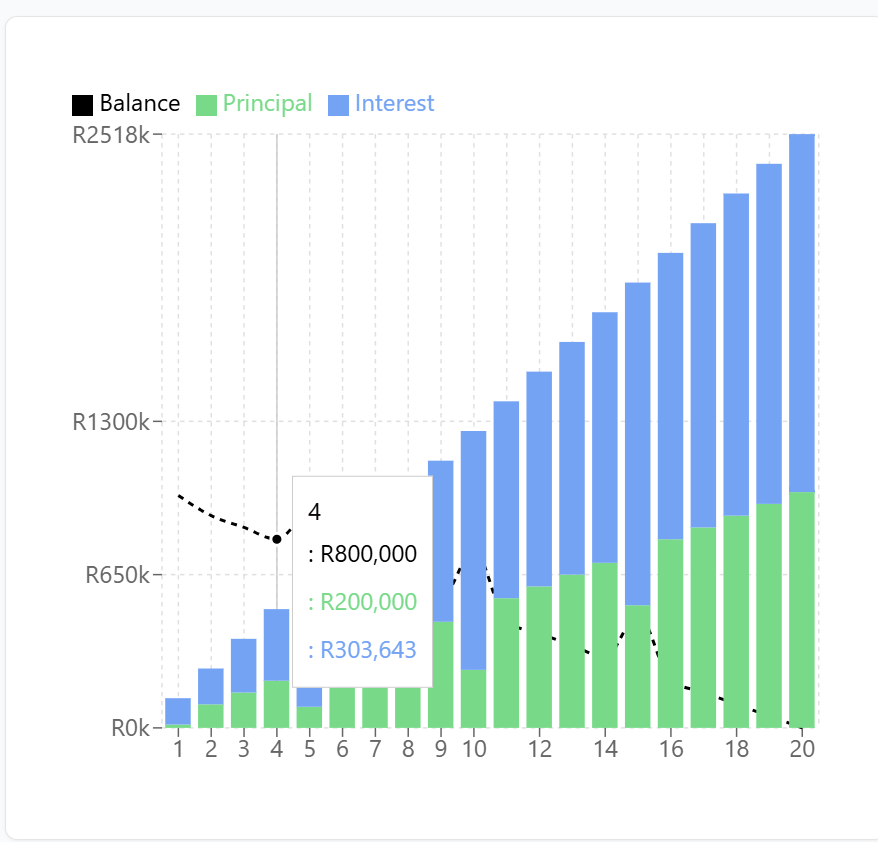 Balance Principal Interest
R2518k
R1300k
R650k
R0k
4
: R800,000
: R200,000
: R303,643
1 2 3 4 5 6 7 8 9 10 12 14 16 18 20